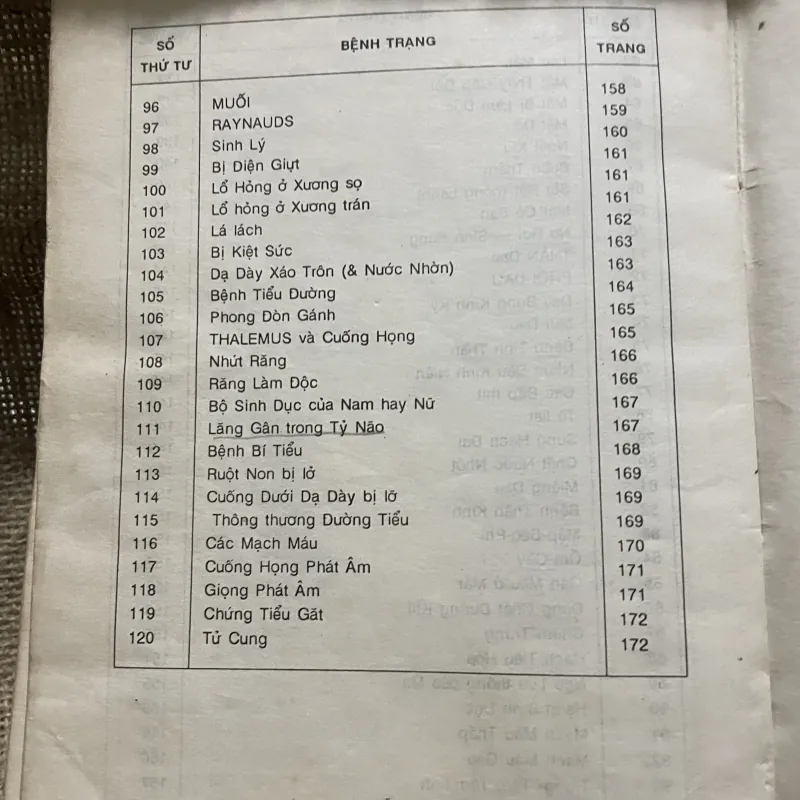 SỐ THỨ TƯ BỆNH TRẠNG SỐ TRANG
96 MUỐI 158
97 RAYNAUDS 159
98 Sinh Lý 160
99 Bị Diện Giựt 161
100 Lổ Hỏng ở Xương sọ 161
101 Lổ hỏng ở Xương trán 161
102 Lá lách 162
103 Bị Kiệt Sức 163
104 Dạ Dày Xáo Trôn (& Nước Nhờn) 163
105 Bệnh Tiểu Đường 164
106 Phong Đòn Gánh 165
107 THALEMUS và Cuống Họng 165
108 Nhứt Răng 166
109 Răng Làm Độc 166
110 Bộ Sinh Dục của Nam hay Nữ 167
111 Lăng Gân trong Tỷ Não 167
112 Bệnh Bí Tiểu 168
113 Ruột Non bị lở 169
114 Cuống Dưới Dạ Dày bị lỡ 169
115 Thông thương Đường Tiểu 169
116 Các Mạch Máu 170
117 Cuống Họng Phát Âm 171
118 Giọng Phát Âm 171
119 Chứng Tiểu Găt 172
120 Tử Cung 172